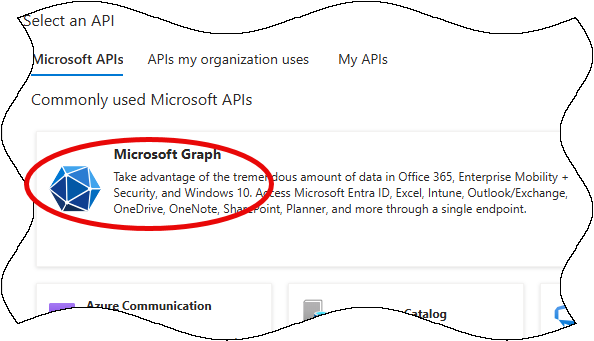 Select an API
Microsoft APIs APIs my organization uses My APIs
Commonly used Microsoft APIs
Microsoft Graph
Take advantage of the tremendous amount of data in Office 365, Enterprise Mobility +
Security, and Windows 10. Access Microsoft Entra ID, Excel, Intune, Outlook/Exchange,
OneDrive, OneNote, SharePoint, Planner, and more through a single endpoint.
Azure Communication
Catalog